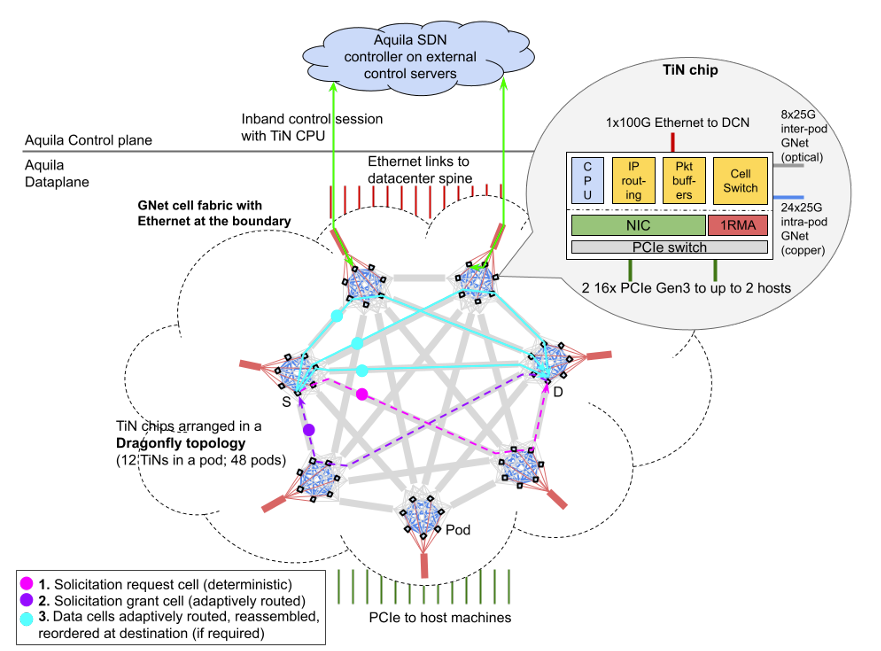 Aquila SDN
controller on external
control servers
TiN chip
Inband control session
with TiN CPU
1x100G Ethernet to DCN
8x25G
inter-pod
GNet
(optical)
Aquila Control plane
Aquila
Dataplane
Ethernet links to
datacenter spine
C
P
U
IP
rout-
ing
Pkt
buff-
ers
Cell
Switch
GNet cell fabric with
Ethernet at the boundary
24x25G
intra-pod
GNet
(copper)
NIC
1RMA
PCIe switch
2 16x PCIe Gen3 to up to 2 hosts
S
D
TiN chips arranged in a
Dragonfly topology
(12 TiNs in a pod; 48 pods)
Pod
1. Solicitation request cell (deterministic)
2. Solicitation grant cell (adaptively routed)
3. Data cells adaptively routed, reassembled,
reordered at destination (if required)
PCIe to host machines